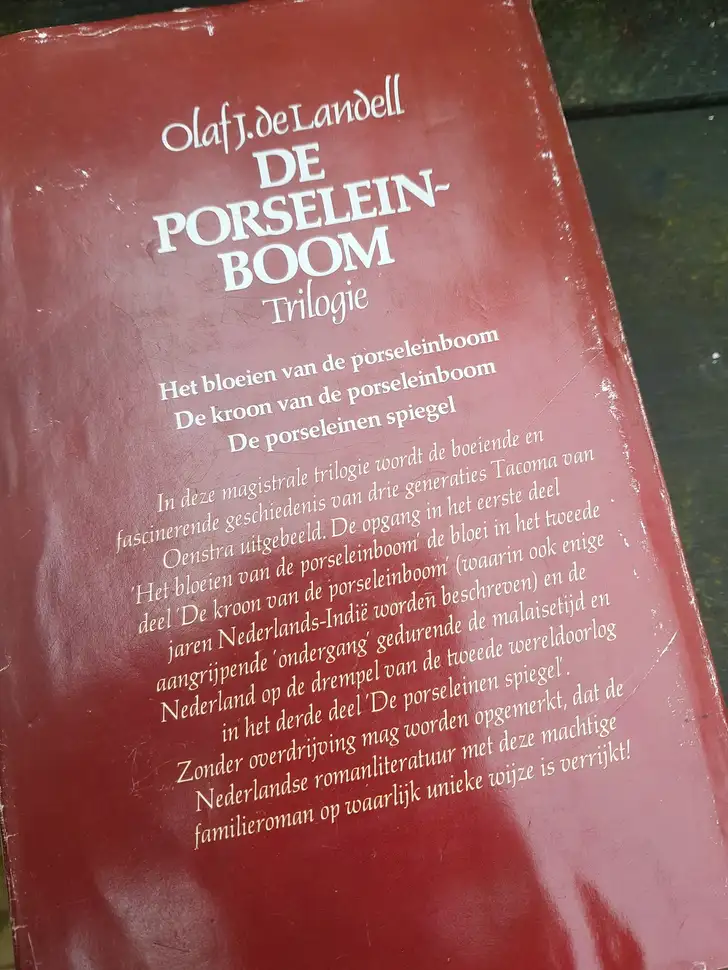 Olaf J. de Landell
DE
PORSELEIN-
BOOM
Trilogie
Het bloeien van de porseleinboom
De kroon van de porseleinboom
De porseleinen spiegel
In deze magistrale trilogie wordt de boeiende en
fascinerende geschiedenis van drie generaties Tacoma van
Oenstra uitgebeeld. De opgang in het eerste deel
'Het bloeien van de porseleinboom' de bloei in het tweede
deel 'De kroon van de porseleinboom' (waarin ook enige
jaren Nederlands-Indië worden beschreven) en de
aangrijpende 'ondergang' gedurende de malaisetijd en
Nederland op de drempel van de tweede wereldoorlog
in het derde deel 'De porseleinen spiegel'.
Zonder overdrijving mag worden opgemerkt, dat de
Nederlandse romanliteratuur met deze machtige
familieroman op waarlijk unieke wijze is verrijkt!